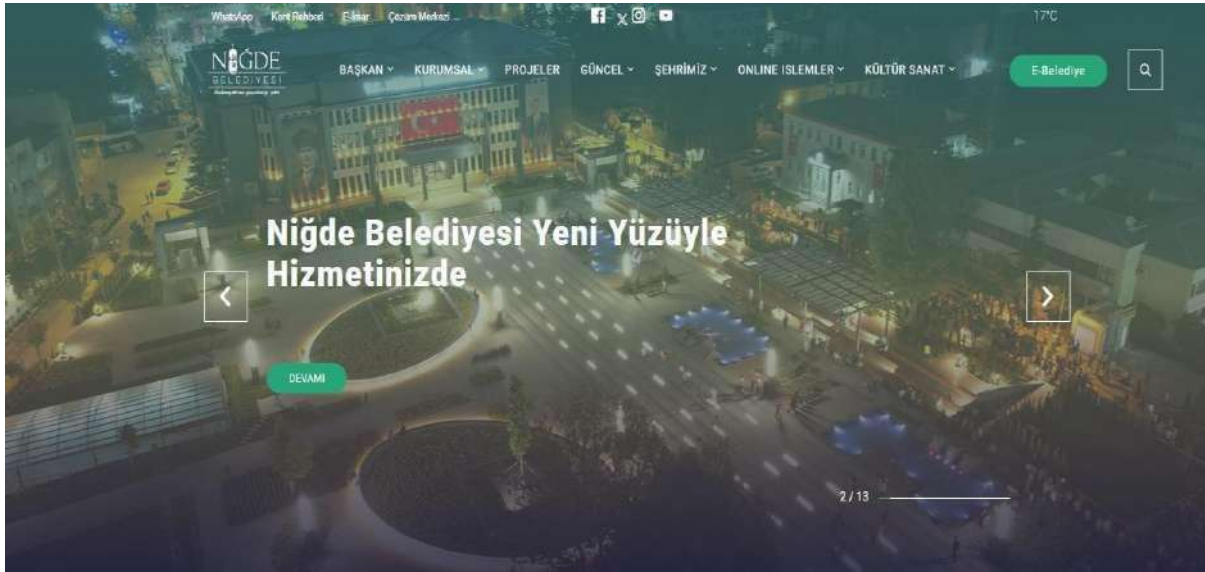 WhatsApp Kent Rehberi E-İmar Çözüm Merkezi
17°C
NİĞDE
BELEDİYESİ
BAŞKAN KURUMSAL PROJELER GÜNCEL ŞEHRİMİZ ONLINE ISLEMLER KÜLTÜR SANAT E-Belediye
Niğde Belediyesi Yeni Yüzüyle
Hizmetinizde
DEVAMI
2 / 13